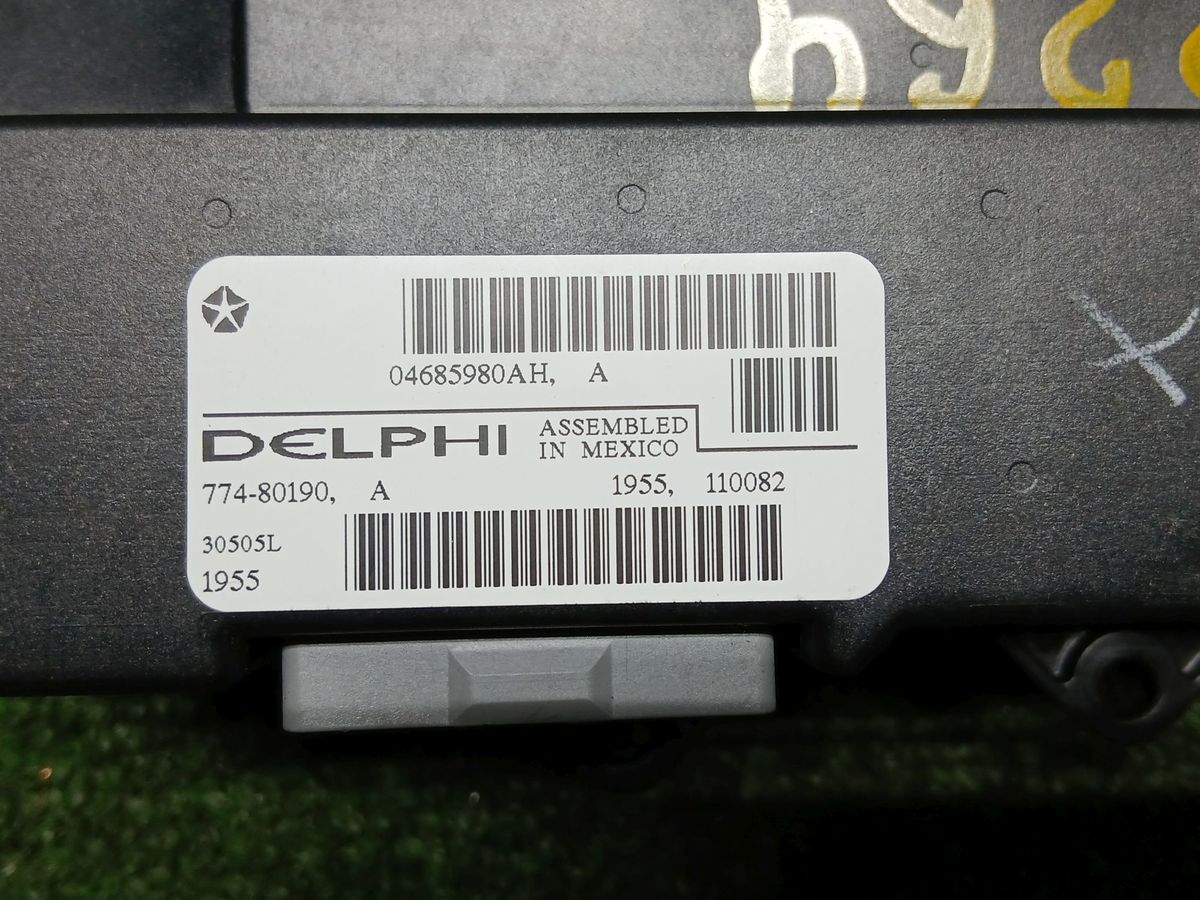 04685980AH, A
DELPHI ASSEMBLED
IN MEXICO
774-80190, A 1955, 110082
30505L
1955